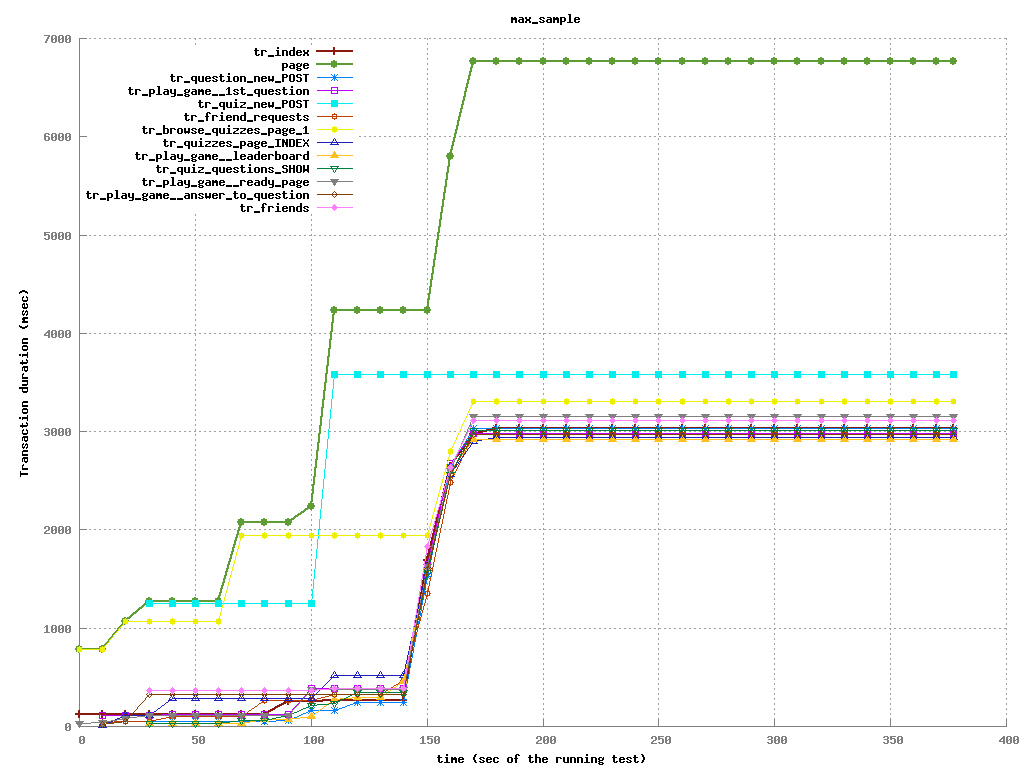 max_sample
7000
6000
5000
4000
3000
2000
1000
0
Transaction duration (msec)
tr_index
page
tr_question_new_POST
tr_play_game__1st_question
tr_quiz_new_POST
tr_friend_requests
tr_browse_quizzes_page_1
tr_quizzes_page_INDEX
tr_play_game__leaderboard
tr_quiz_questions_SHOW
tr_play_game__ready_page
tr_play_game__answer_to_question
tr_friends
0 50 100 150 200 250 300 350 400
time (sec of the running test)